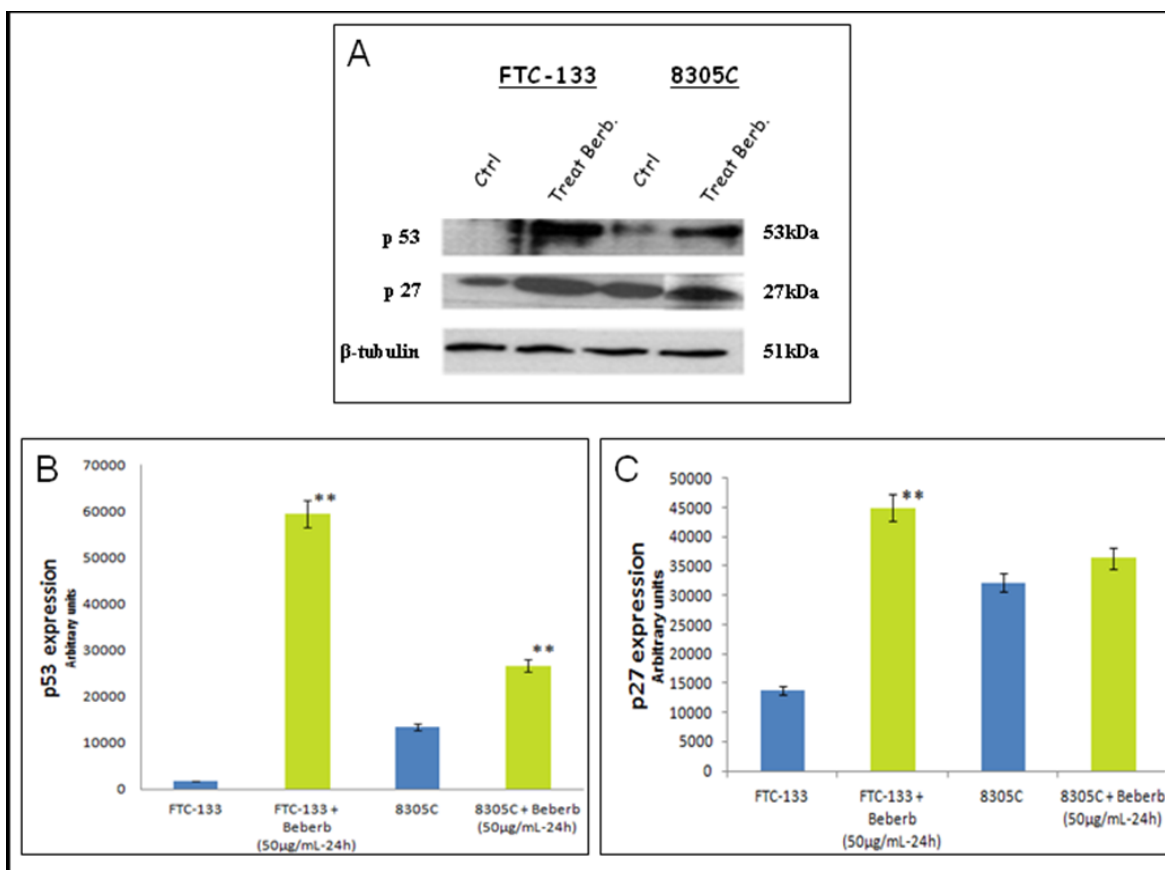 A
FTC-133 8305C
Ctrl Treat Berb. Ctrl Treat Berb.
p 53 53kDa
p 27 27kDa
β-tubulin 51kDa
B
p53 expression
Arbitrary units
70000
60000
50000
40000
30000
20000
10000
0
**
**
FTC-133 FTC-133 + 8305C 8305C + Beberb
Beberb (50µg/mL-24h)
(50µg/mL-24h)
C
p27 expression
Arbitrary units
50000
45000
40000
35000
30000
25000
20000
15000
10000
5000
0
**
FTC-133 FTC-133 + 8305C 8305C + Beberb
Beberb (50µg/mL-24h)
(50µg/mL-24h)